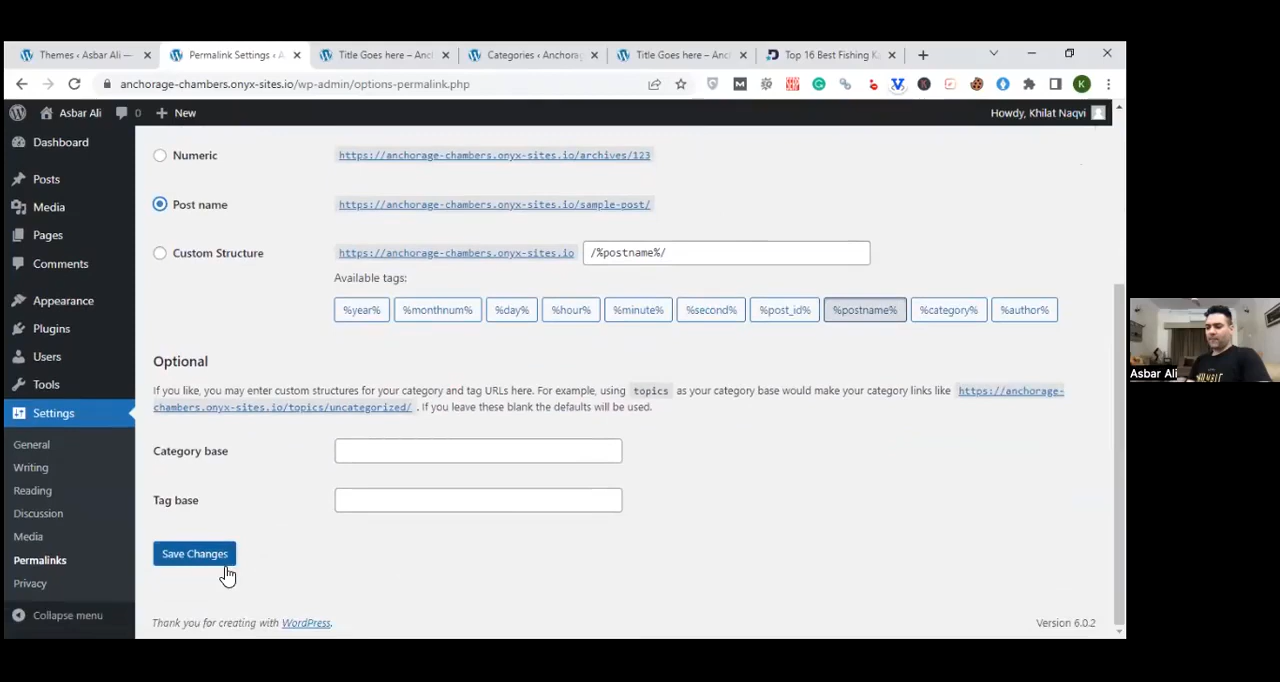 Themes ‹ Asbar Ali —
Permalink Settings ‹ A
Title Goes here – Anc
Categories ‹ Anchorag
Title Goes here – Anc
Top 16 Best Fishing K
anchorage-chambers.onyx-sites.io/wp-admin/options-permalink.php
Asbar Ali
0
New
Howdy, Khilat Naqvi
Dashboard
Posts
Media
Pages
Comments
Appearance
Plugins
Users
Tools
Settings
General
Writing
Reading
Discussion
Media
Permalinks
Privacy
Collapse menu
Numeric
https://anchorage-chambers.onyx-sites.io/archives/123
Post name
https://anchorage-chambers.onyx-sites.io/sample-post/
Custom Structure
https://anchorage-chambers.onyx-sites.io
/%postname%/
Available tags:
%year% %monthnum% %day% %hour% %minute% %second% %post_id% %postname% %category% %author%
Optional
If you like, you may enter custom structures for your category and tag URLs here. For example, using topics as your category base would make your category links like https://anchorage-
chambers.onyx-sites.io/topics/uncategorized/ . If you leave these blank the defaults will be used.
Category base
Tag base
Save Changes
Thank you for creating with WordPress.
Version 6.0.2
Asbar Ali